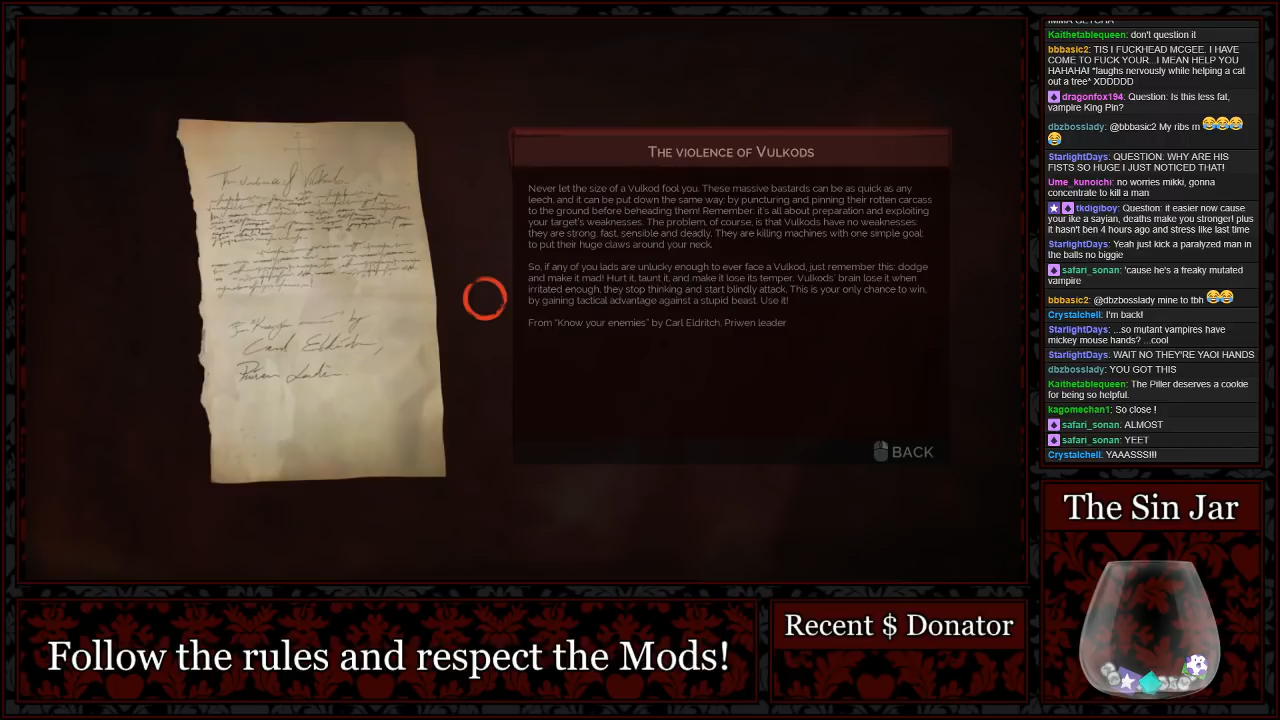 The violence of Vulkods
Carl Eldritch,
Priwen Leader.
The violence of Vulkods
Never let the size of a Vulkod fool you. These massive bastards can be as quick as any
leech, and it can be put down the same way: by puncturing and pinning their rotten carcass
to the ground before beheading them! Remember: it's all about preparation and exploiting
your target's weaknesses. The problem, of course, is that Vulkods have no weaknesses:
they are strong, fast, sensible and deadly. They are killing machines with one simple goal:
to put their huge claws around your neck.
So, if any of you lads are unlucky enough to ever face a Vulkod, just remember this: dodge
and make it mad! Hurt it, taunt it, and make it lose its temper. Vulkods' brain lose it when
irritated enough, they stop thinking and start blindly attack. This is your only chance to win,
by gaining tactical advantage against a stupid beast. Use it!
From "Know your enemies" by Carl Eldritch, Priwen leader
BACK
IMMA GETCHA
Kaithetablequeen: don't question it
bbbasic2: TIS I FUCKHEAD MCGEE. I HAVE
COME TO FUCK YOUR...I MEAN HELP YOU
HAHAHA! *laughs nervously while helping a cat
out a tree* XDDDDD
dragonfox194: Question: Is this less fat,
vampire King Pin?
dbzbosslady: @bbbasic2 My ribs rn 😂😂😂
😂
StarlightDays: QUESTION: WHY ARE HIS
FISTS SO HUGE I JUST NOTICED THAT!
Ume_kunoichi: no worries mikki, gonna
concentrate to kill a man
tkdigiboy: Question: it easier now cause
your ike a sayian, deaths make you stronger! plus
it hasn't ben 4 hours ago and stress like last time
StarlightDays: Yeah just kick a paralyzed man in
the balls no biggie
safari_sonan: 'cause he's a freaky mutated
vampire
bbbasic2: @dbzbosslady mine to tbh 😂😂
Crystalchell: I'm back!
StarlightDays: ...so mutant vampires have
mickey mouse hands? ...cool
StarlightDays: WAIT NO THEY'RE YAOI HANDS
dbzbosslady: YOU GOT THIS
Kaithetablequeen: The Piller deserves a cookie
for being so helpful.
kagomechan1: So close !
safari_sonan: ALMOST
safari_sonan: YEET
Crystalchell: YAAASSS!!!
The Sin Jar
Recent $ Donator
Follow the rules and respect the Mods!